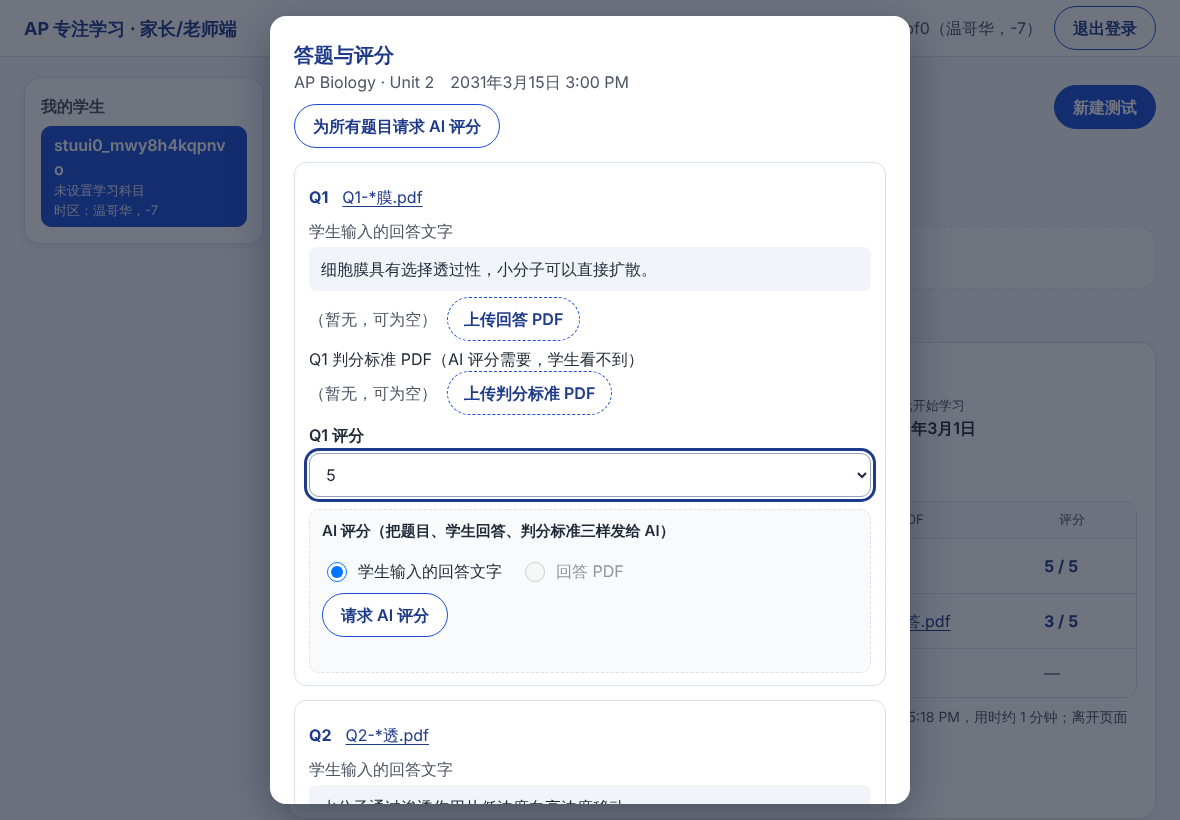 AP 专注学习 · 家长/老师端
of0（温哥华，-7）
退出登录
我的学生
stuui0_mwy8h4kqpnv
o
未设置学习科目
时区：温哥华，-7
新建测试
答题与评分
AP Biology · Unit 2 2031年3月15日 3:00 PM
为所有题目请求 AI 评分
Q1 Q1-*膜.pdf
学生输入的回答文字
细胞膜具有选择透过性，小分子可以直接扩散。
（暂无，可为空） 上传回答 PDF
Q1 判分标准 PDF（AI 评分需要，学生看不到）
（暂无，可为空） 上传判分标准 PDF
Q1 评分
5
AI 评分（把题目、学生回答、判分标准三样发给 AI）
学生输入的回答文字 回答 PDF
请求 AI 评分
Q2 Q2-*透.pdf
学生输入的回答文字
开始学习
年3月1日
DF 评分
5 / 5
答.pdf 3 / 5
—
5:18 PM，用时约 1 分钟；离开页面